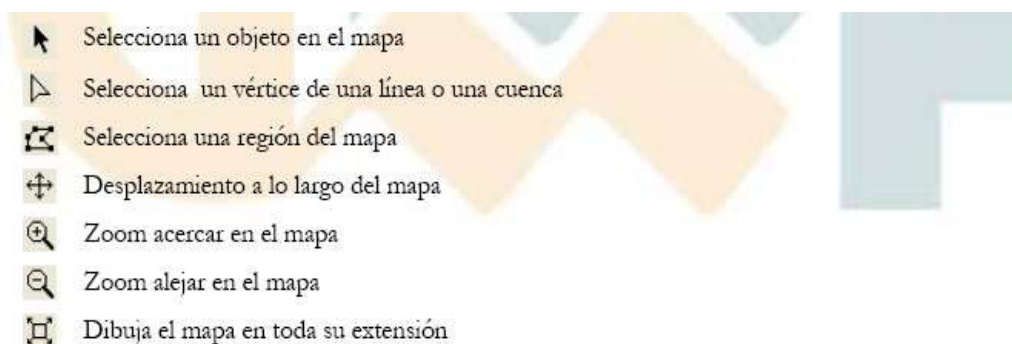 Selecciona un objeto en el mapa
Selecciona un vértice de una línea o una cuenca
Selecciona una región del mapa
Desplazamiento a lo largo del mapa
Zoom acercar en el mapa
Zoom alejar en el mapa
Dibuja el mapa en toda su extensión